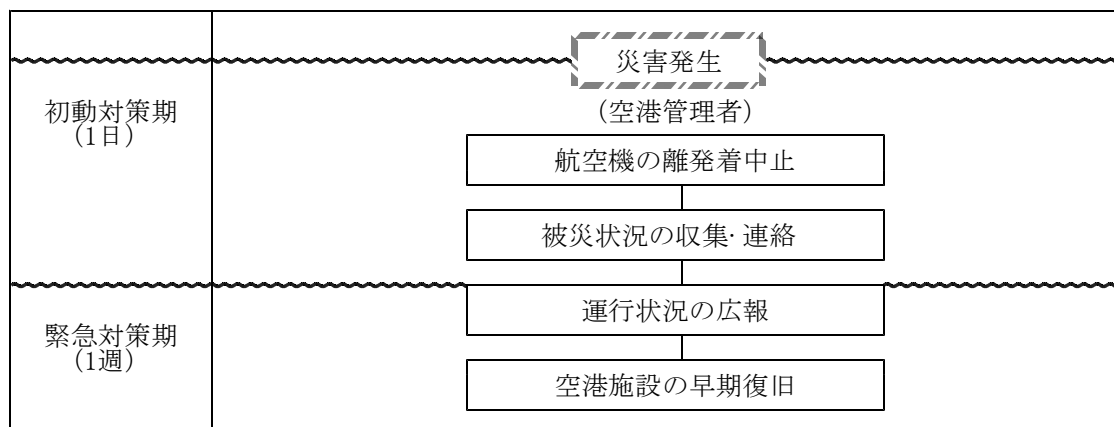 災害発生
初動対策期
(1日)
(空港管理者)
航空機の離発着中止
被災状況の収集・連絡
運行状況の広報
緊急対策期
(1週)
空港施設の早期復旧